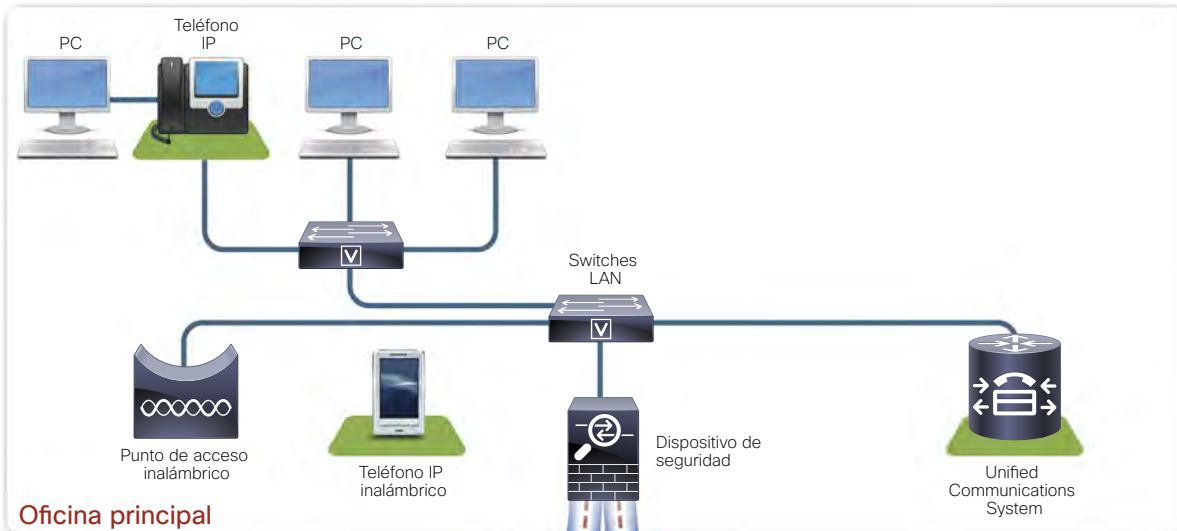 PC
Teléfono
IP
PC
PC
V
Switches
LAN
V
Punto de acceso
inalámbrico
Teléfono IP
inalámbrico
Dispositivo de
seguridad
Unified
Communications
System
Oficina principal